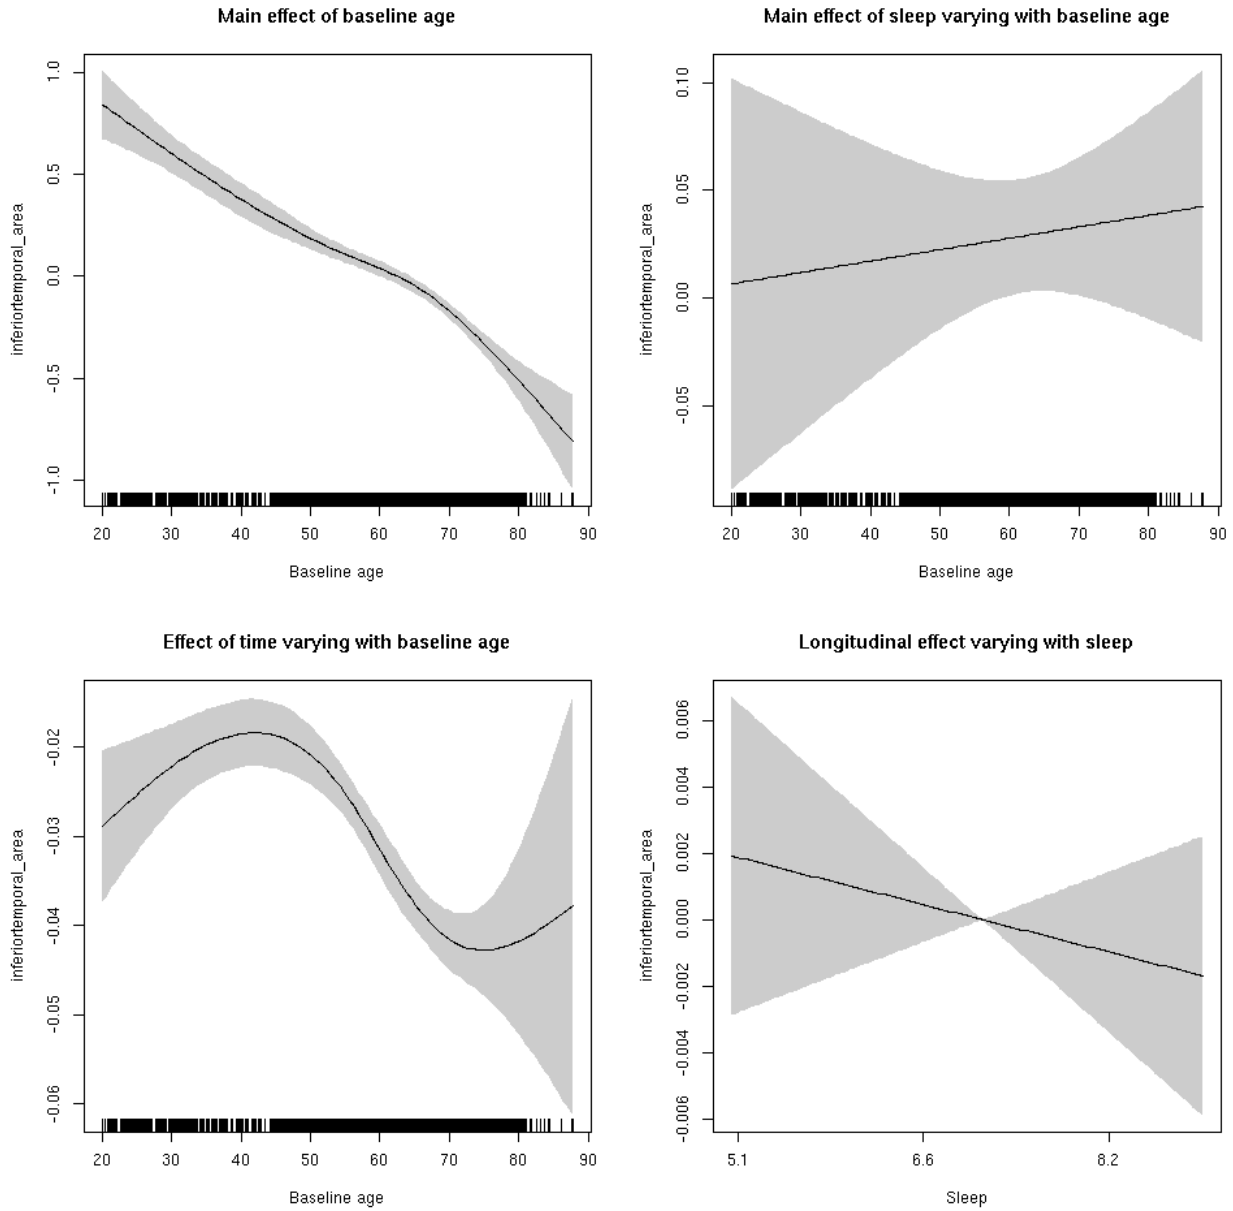 Main effect of baseline age
inferiortemporal_area
1.0
0.5
0.0
-0.5
-1.0
20 30 40 50 60 70 80 90
Baseline age
Main effect of sleep varying with baseline age
inferiortemporal_area
0.10
0.05
0.00
-0.05
20 30 40 50 60 70 80 90
Baseline age
Effect of time varying with baseline age
inferiortemporal_area
-0.02
-0.03
-0.04
-0.05
-0.06
20 30 40 50 60 70 80 90
Baseline age
Longitudinal effect varying with sleep
inferiortemporal_area
0.006
0.004
0.002
0.000
-0.002
-0.004
-0.006
5.1 6.6 8.2
Sleep